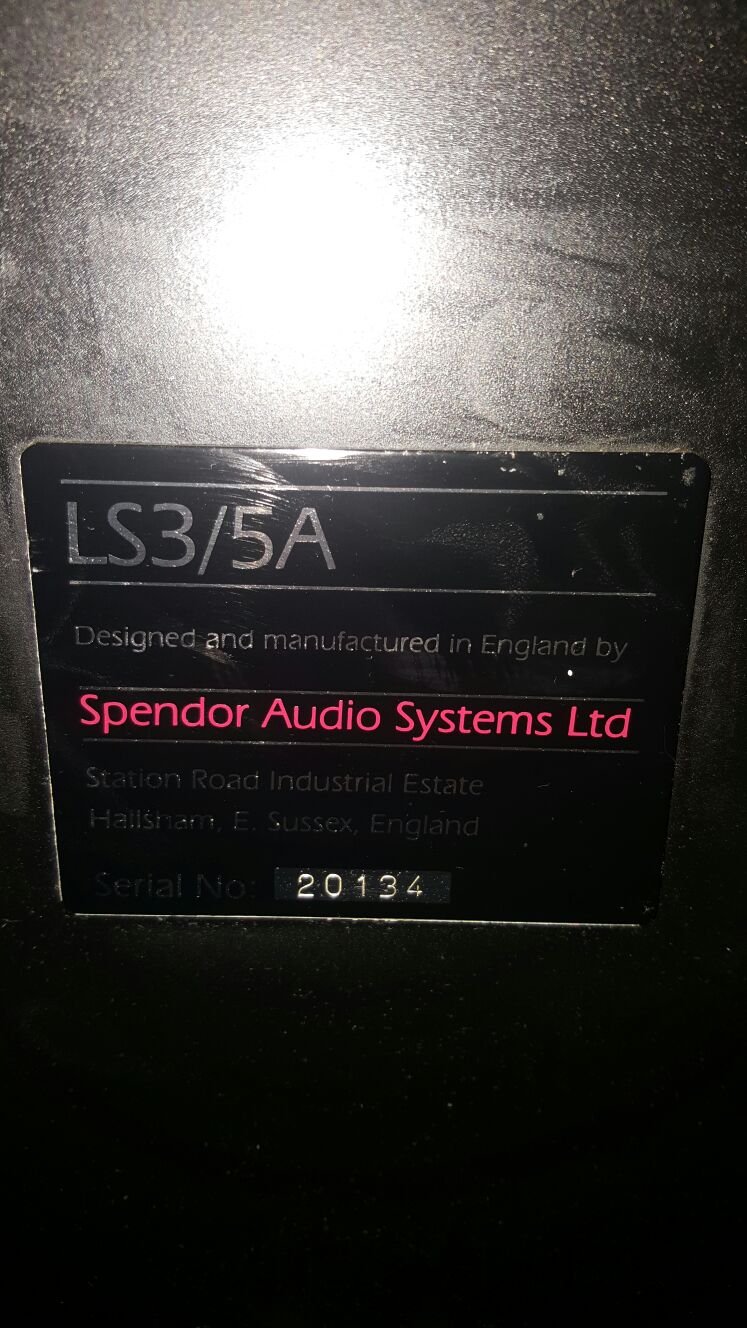 LS3/5A
Designed and manufactured in England by
Spendor Audio Systems Ltd
Station Road Industrial Estate
Hailsham, E. Sussex, England
Serial No: 20134